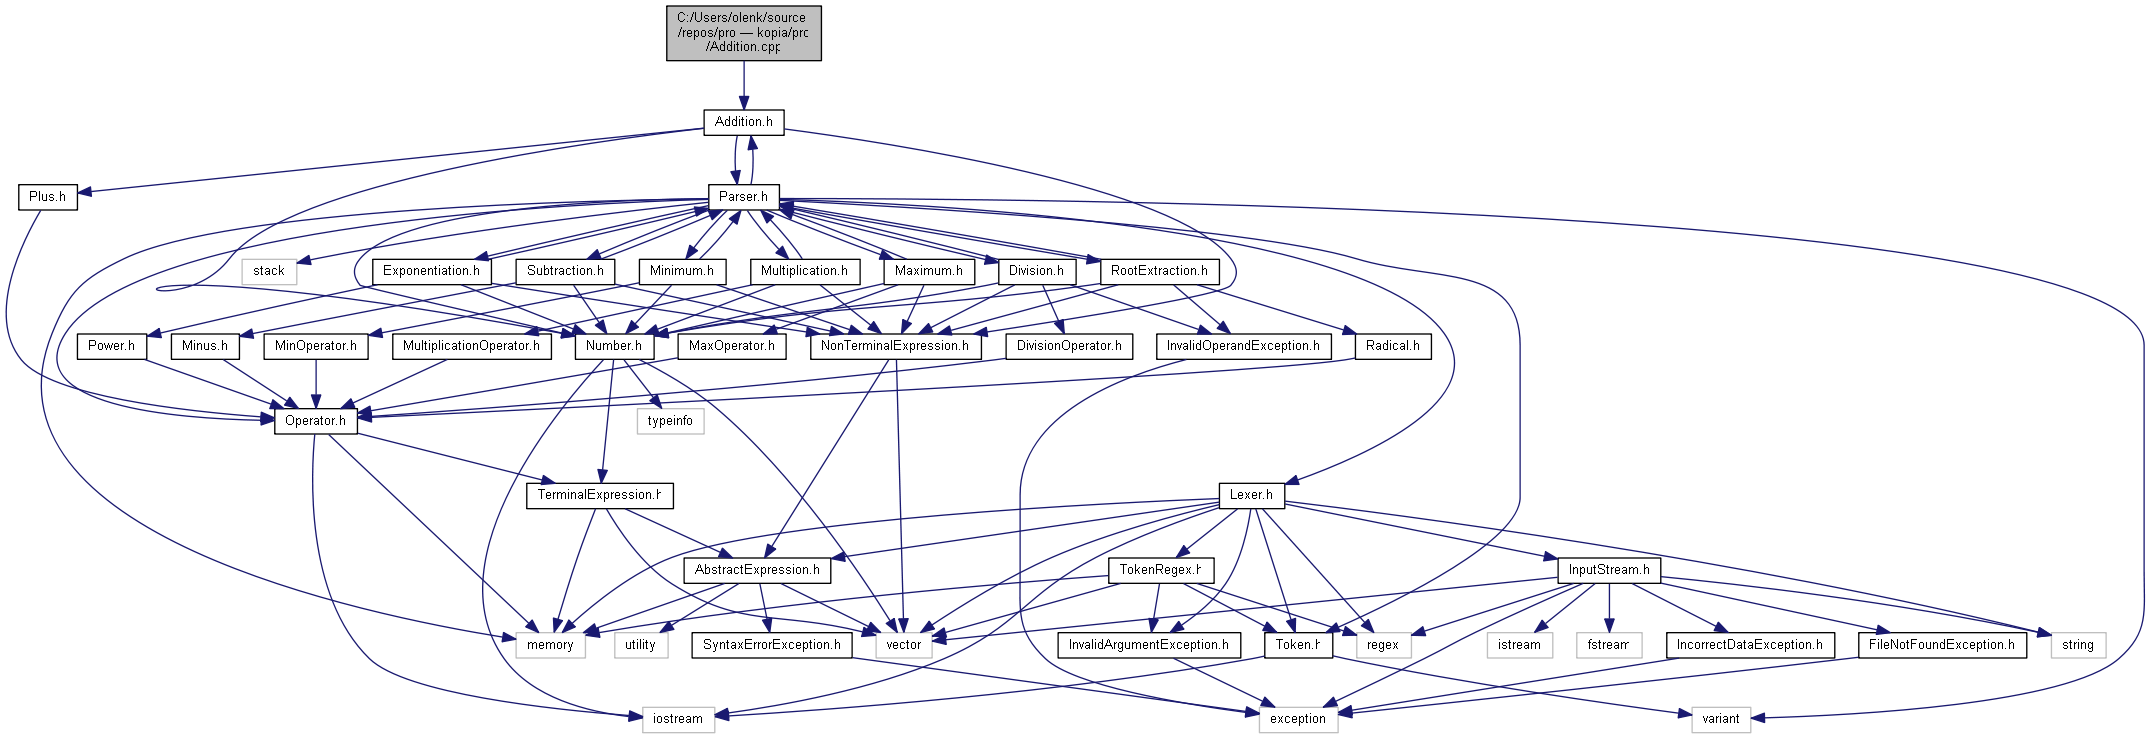 C:/Users/olenk/source
/repos/pro — kopia/pro
/Addition.cpp
Addition.h
Plus.h
Parser.h
stack
Exponentiation.h
Subtraction.h
Minimum.h
Multiplication.h
Maximum.h
Division.h
RootExtraction.h
Power.h
Minus.h
MinOperator.h
MultiplicationOperator.h
Number.h
MaxOperator.h
NonTerminalExpression.h
DivisionOperator.h
InvalidOperandException.h
Radical.h
Operator.h
typeinfo
TerminalExpression.h
Lexer.h
AbstractExpression.h
TokenRegex.h
InputStream.h
memory
utility
SyntaxErrorException.h
vector
InvalidArgumentException.h
Token.h
regex
istream
fstream
IncorrectDataException.h
FileNotFoundException.h
string
iostream
exception
variant